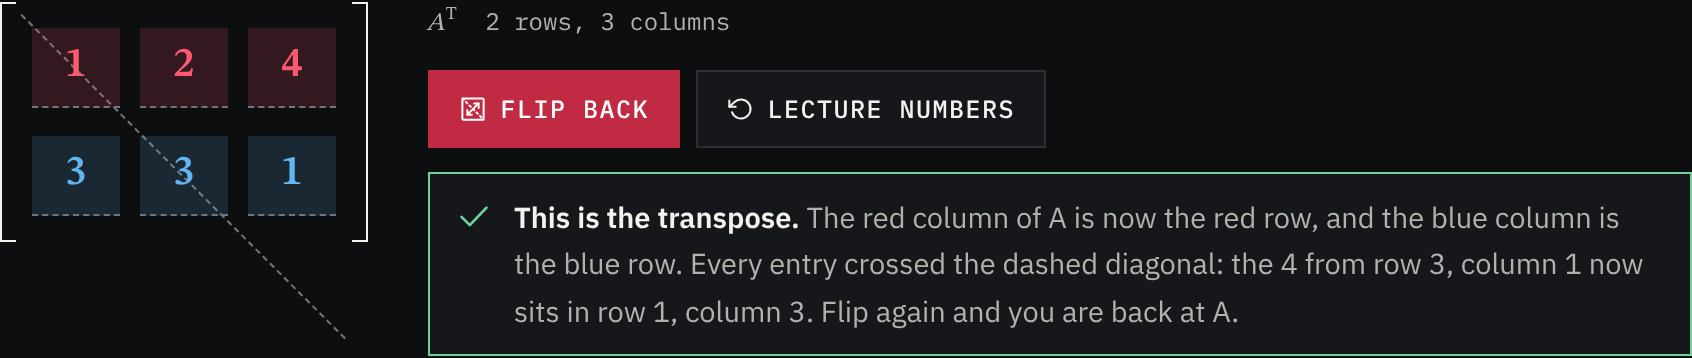 1 2 4
3 3 1
Aᵀ 2 rows, 3 columns
FLIP BACK
LECTURE NUMBERS
This is the transpose. The red column of A is now the red row, and the blue column is
the blue row. Every entry crossed the dashed diagonal: the 4 from row 3, column 1 now
sits in row 1, column 3. Flip again and you are back at A.